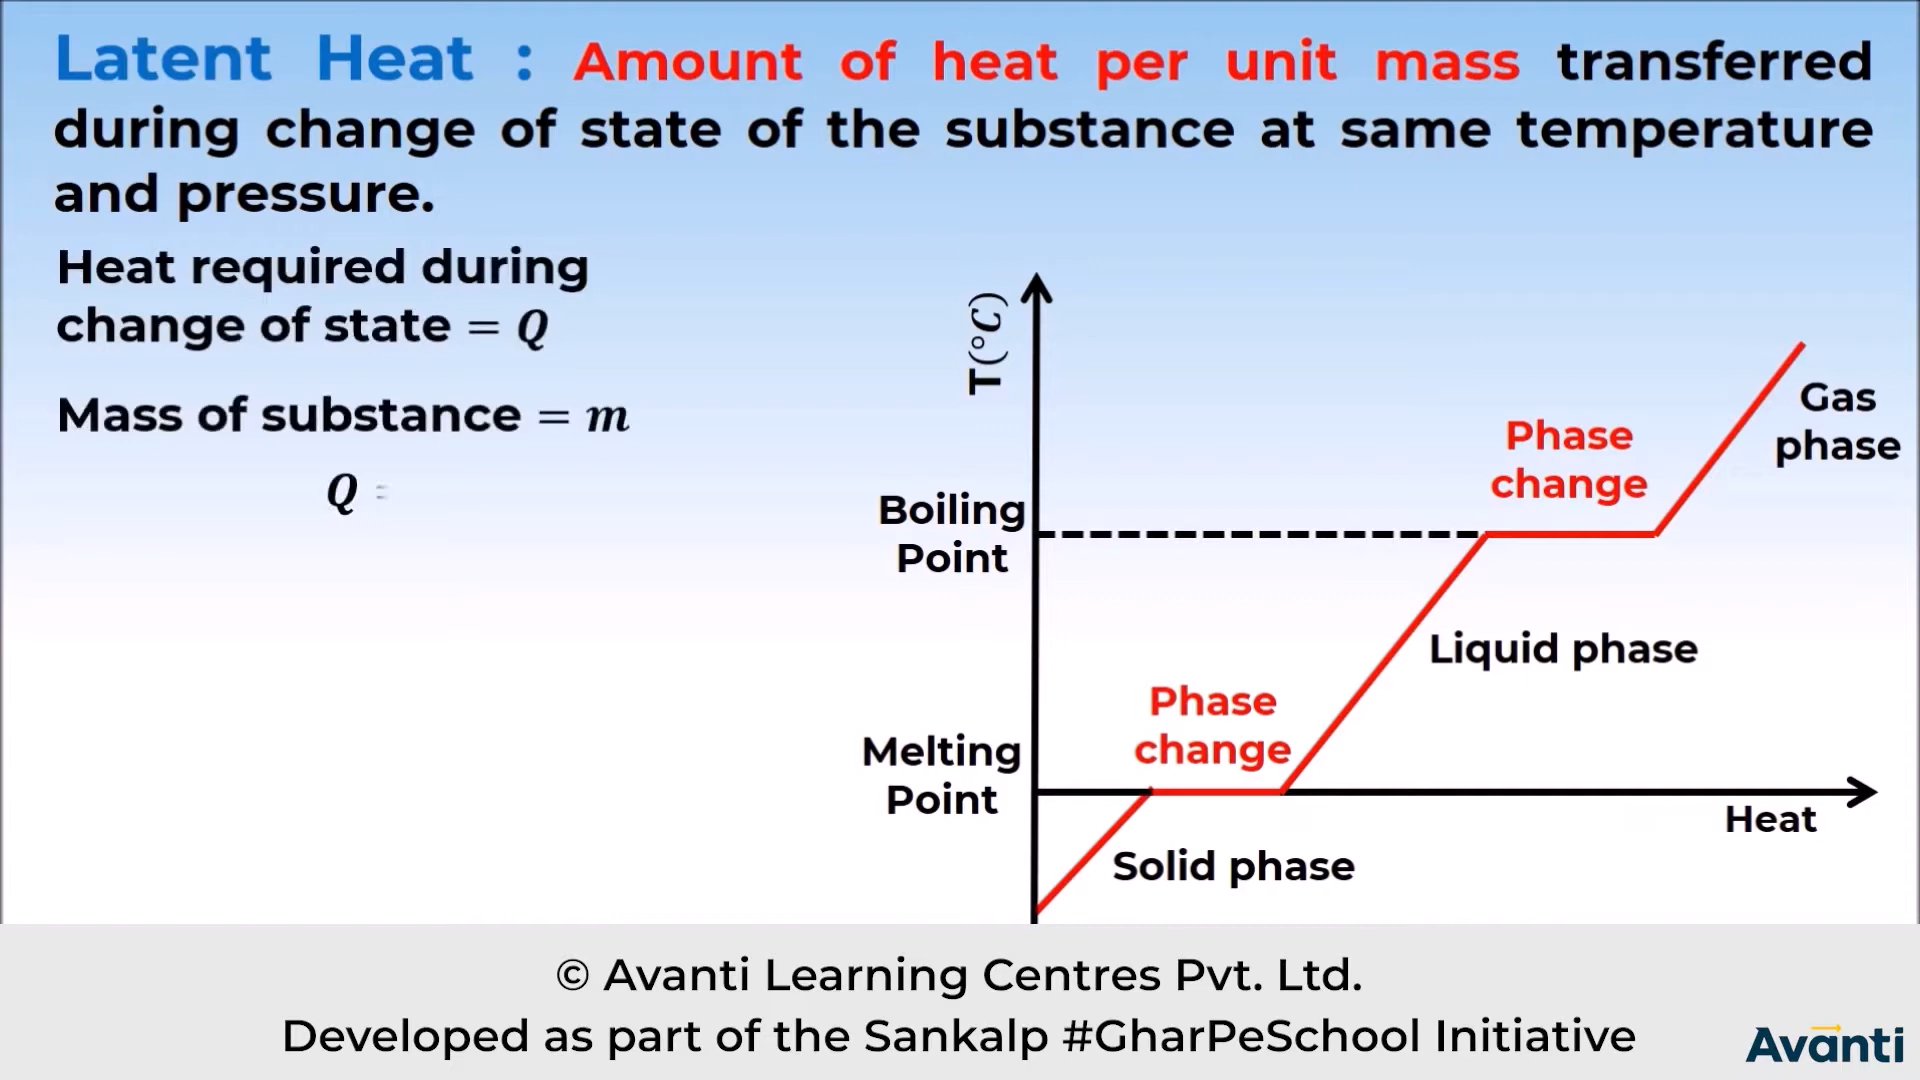 Latent Heat : Amount of heat per unit mass transferred
during change of state of the substance at same temperature
and pressure.
Heat required during
change of state = Q
Mass of substance = m
Q =
T(°C)
Boiling
Point
Melting
Point
Phase
change
Gas
phase
Liquid phase
Phase
change
Heat
Solid phase
© Avanti Learning Centres Pvt. Ltd.
Developed as part of the Sankalp #GharPeSchool Initiative
Avanti